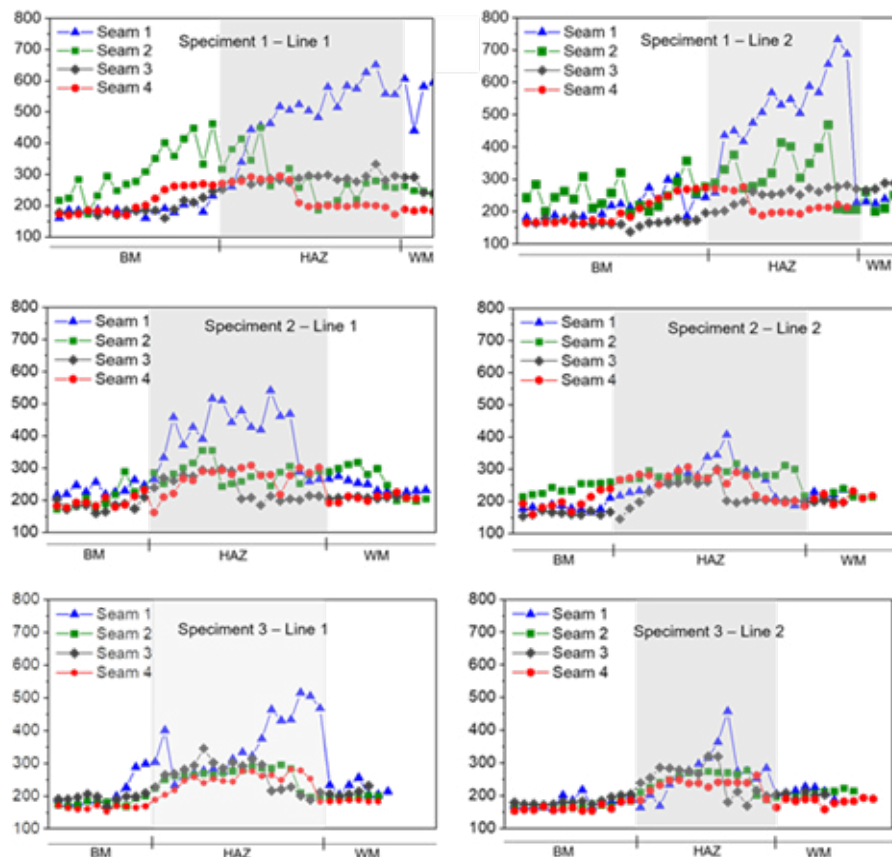 800
700
600
500
400
300
200
100
Seam 1
Seam 2
Seam 3
Seam 4
Speciment 1 – Line 1
BM
HAZ
WM
800
700
600
500
400
300
200
100
Seam 1
Seam 2
Seam 3
Seam 4
Speciment 1 – Line 2
BM
HAZ
WM
800
700
600
500
400
300
200
100
Seam 1
Seam 2
Seam 3
Seam 4
Speciment 2 – Line 1
BM
HAZ
WM
800
700
600
500
400
300
200
100
Seam 1
Seam 2
Seam 3
Seam 4
Speciment 2 – Line 2
BM
HAZ
WM
800
700
600
500
400
300
200
100
Seam 1
Seam 2
Seam 3
Seam 4
Speciment 3 – Line 1
BM
HAZ
WM
800
700
600
500
400
300
200
100
Seam 1
Seam 2
Seam 3
Seam 4
Speciment 3 – Line 2
BM
HAZ
WM